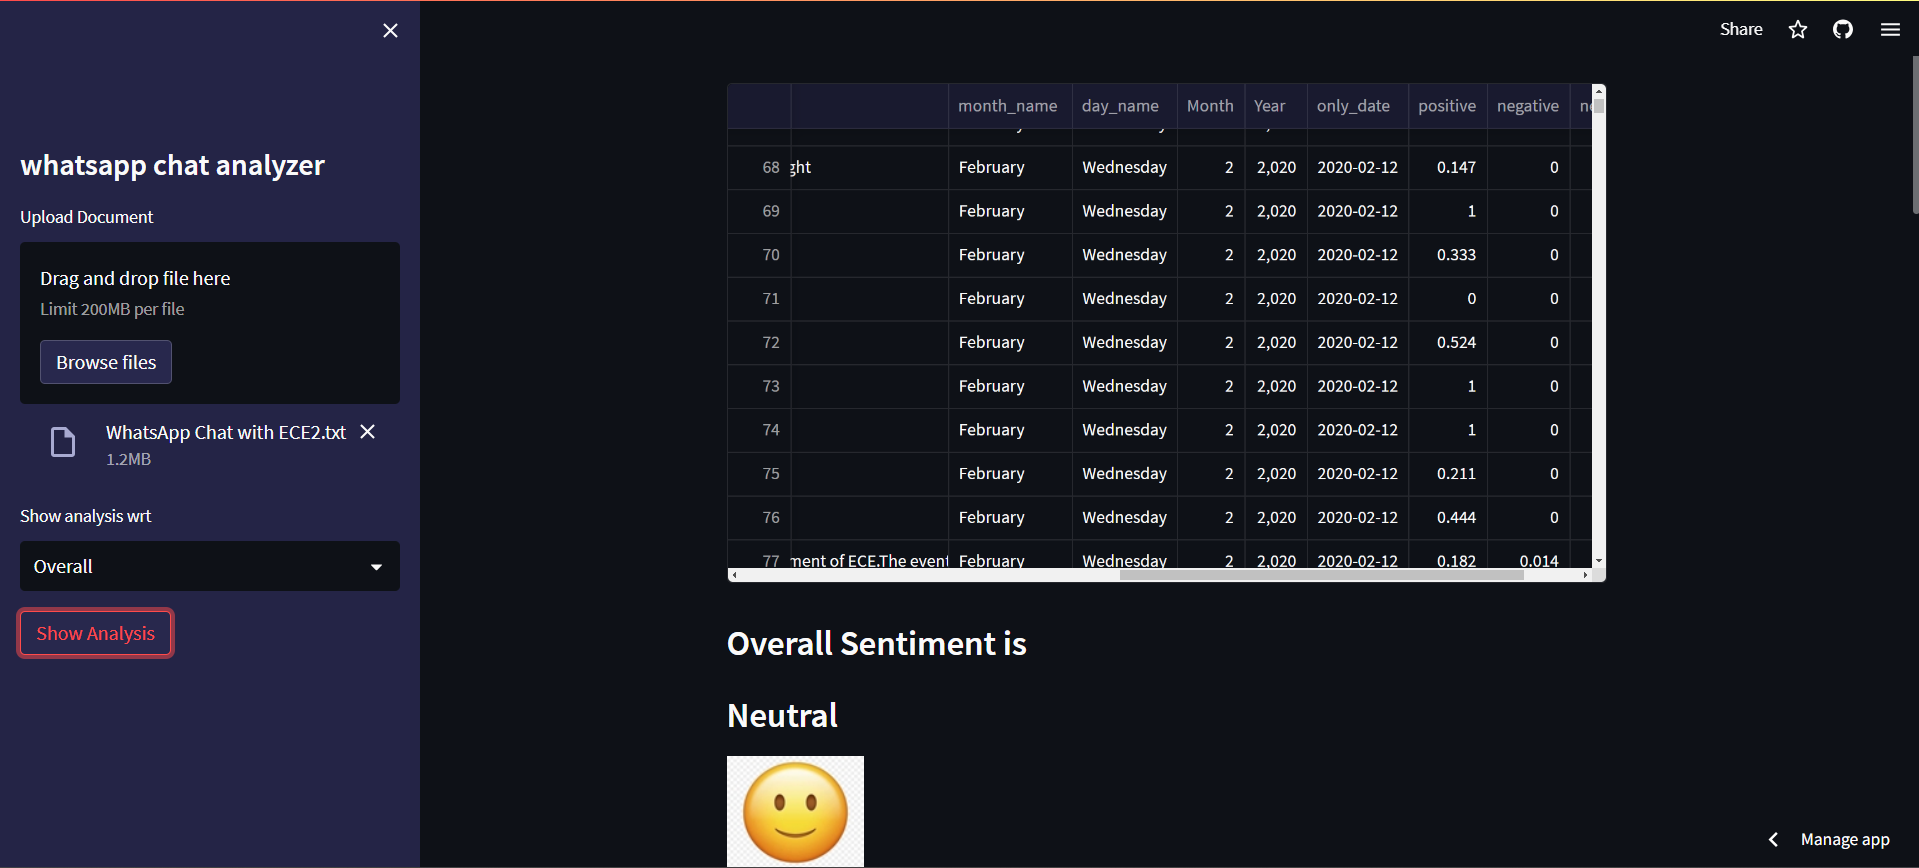 Share
whatsapp chat analyzer
Upload Document
Drag and drop file here
Limit 200MB per file
Browse files
WhatsApp Chat with ECE2.txt
1.2MB
Show analysis wrt
Overall
Show Analysis
month_name day_name Month Year only_date positive negative
68 ght February Wednesday 2 2,020 2020-02-12 0.147 0
69 February Wednesday 2 2,020 2020-02-12 1 0
70 February Wednesday 2 2,020 2020-02-12 0.333 0
71 February Wednesday 2 2,020 2020-02-12 0 0
72 February Wednesday 2 2,020 2020-02-12 0.524 0
73 February Wednesday 2 2,020 2020-02-12 1 0
74 February Wednesday 2 2,020 2020-02-12 1 0
75 February Wednesday 2 2,020 2020-02-12 0.211 0
76 February Wednesday 2 2,020 2020-02-12 0.444 0
77 ment of ECE.The event February Wednesday 2 2,020 2020-02-12 0.182 0.014
Overall Sentiment is
Neutral
Manage app